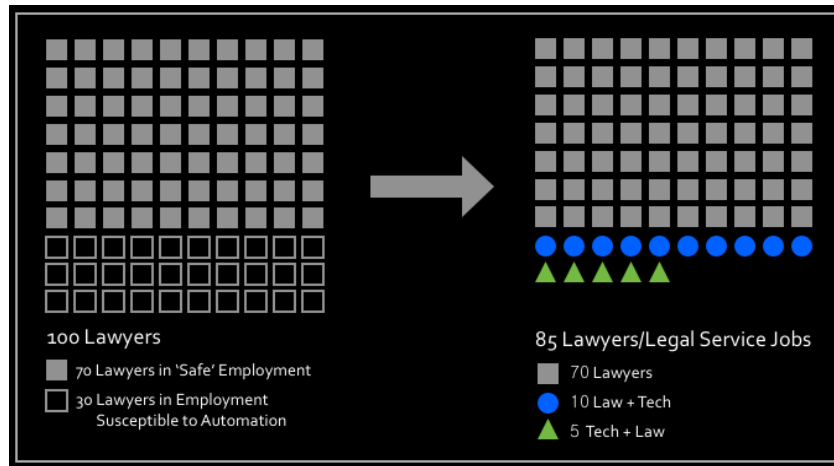 100 Lawyers
70 Lawyers in 'Safe' Employment
30 Lawyers in Employment
Susceptible to Automation
85 Lawyers/Legal Service Jobs
70 Lawyers
10 Law + Tech
5 Tech + Law